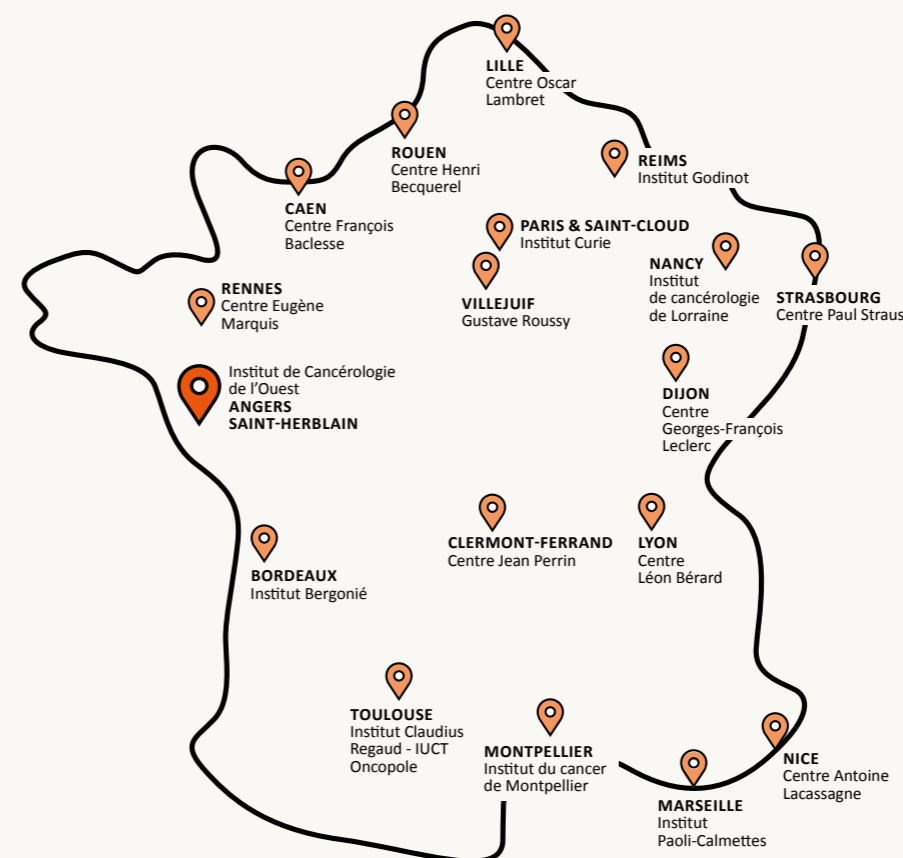 LILLE
Centre Oscar
Lambret
ROUEN
Centre Henri
Becquerel
REIMS
Institut Godinot
CAEN
Centre François
Baclesse
PARIS & SAINT-CLOUD
Institut Curie
VILLEJUIF
Gustave Roussy
NANCY
Institut
de cancérologie
de Lorraine
STRASBOURG
Centre Paul Straus
RENNES
Centre Eugène
Marquis
Institut de Cancérologie
de l’Ouest
ANGERS
SAINT-HERBLAIN
DIJON
Centre
Georges-François
Leclerc
CLERMONT-FERRAND
Centre Jean Perrin
LYON
Centre
Léon Bérard
BORDEAUX
Institut Bergonié
TOULOUSE
Institut Claudius
Regaud - IUCT
Oncopole
MONTPELLIER
Institut du cancer
de Montpellier
NICE
Centre Antoine
Lacassagne
MARSEILLE
Institut
Paoli-Calmettes